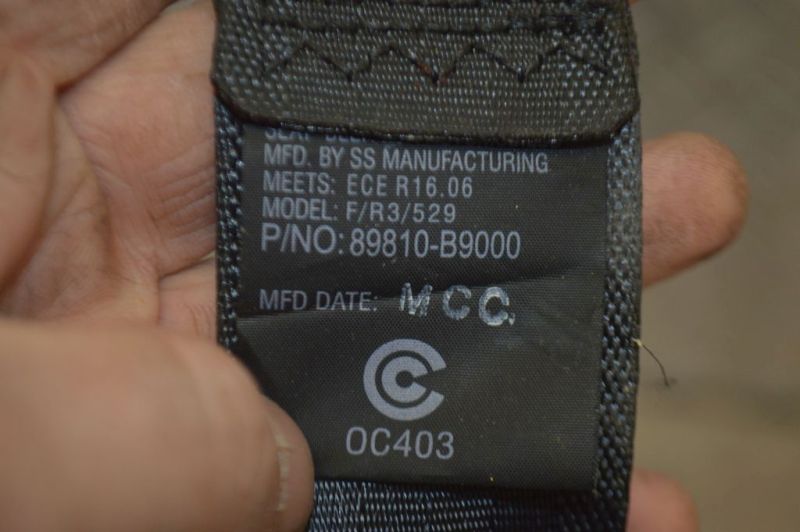 MFD. BY SS MANUFACTURING
MEETS: ECE R16.06
MODEL: F/R3/529
P/NO: 89810-B9000
MFD DATE: MCC.
OC403